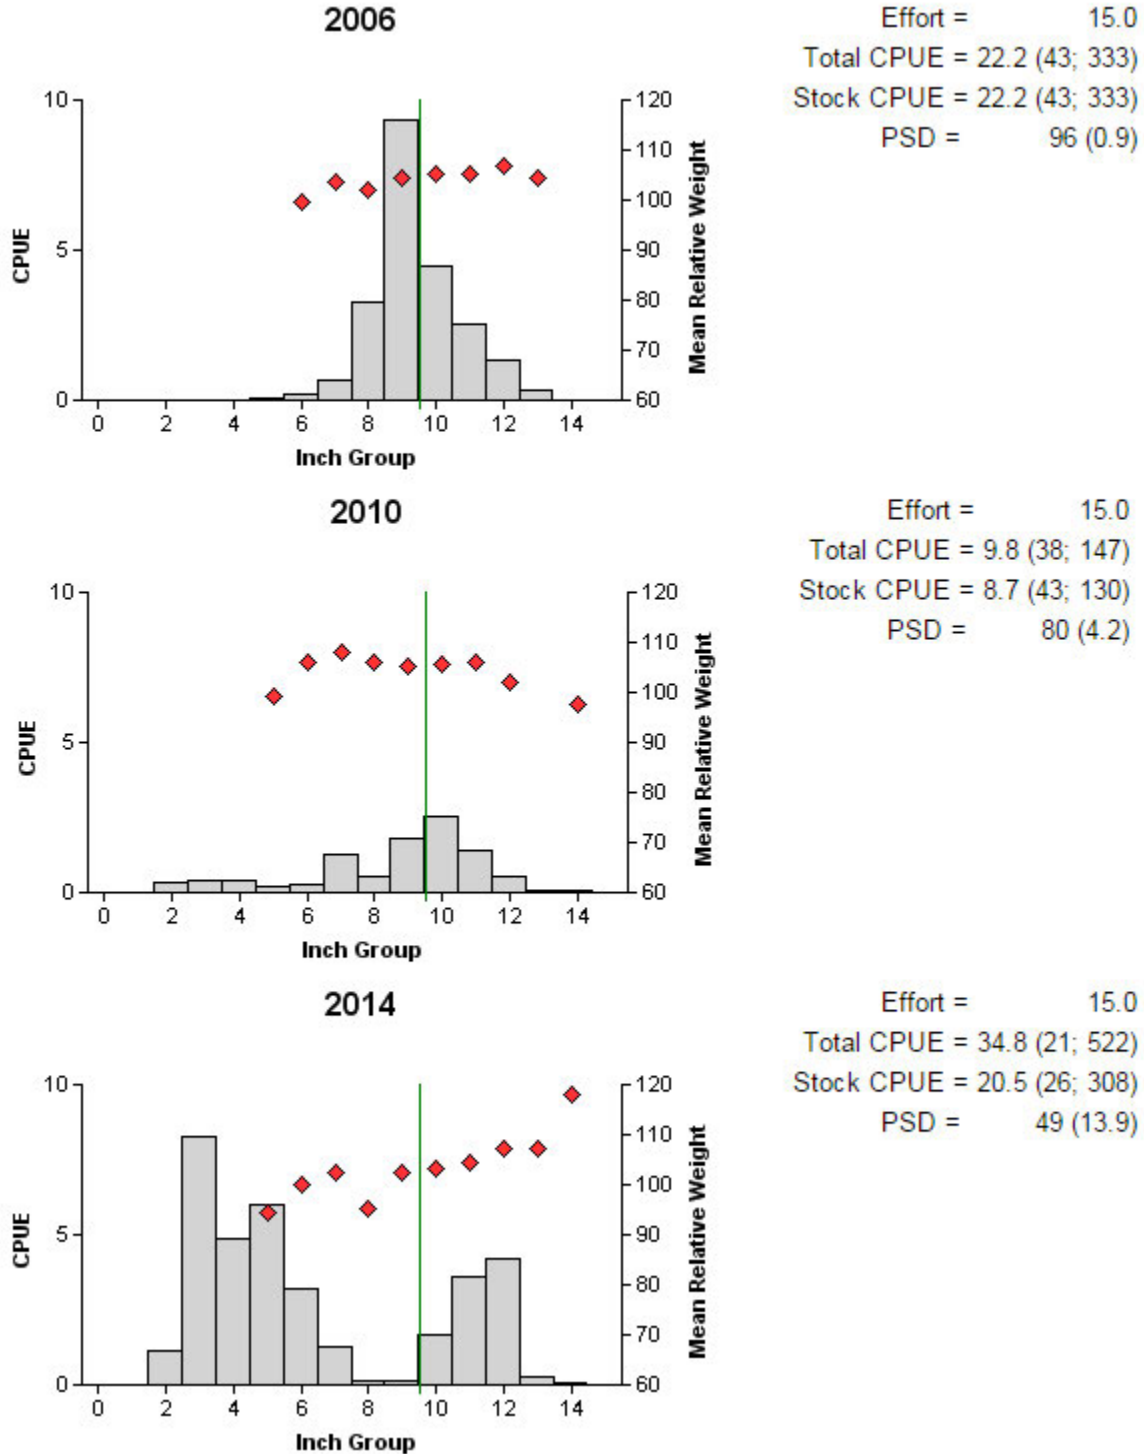 2006
Effort = 15.0
Total CPUE = 22.2 (43; 333)
Stock CPUE = 22.2 (43; 333)
PSD = 96 (0.9)
10
5
0
CPUE
120
110
100
90
80
70
60
Mean Relative Weight
0 2 4 6 8 10 12 14
Inch Group
2010
Effort = 15.0
Total CPUE = 9.8 (38; 147)
Stock CPUE = 8.7 (43; 130)
PSD = 80 (4.2)
10
5
0
CPUE
120
110
100
90
80
70
60
Mean Relative Weight
0 2 4 6 8 10 12 14
Inch Group
2014
Effort = 15.0
Total CPUE = 34.8 (21; 522)
Stock CPUE = 20.5 (26; 308)
PSD = 49 (13.9)
10
5
0
CPUE
120
110
100
90
80
70
60
Mean Relative Weight
0 2 4 6 8 10 12 14
Inch Group